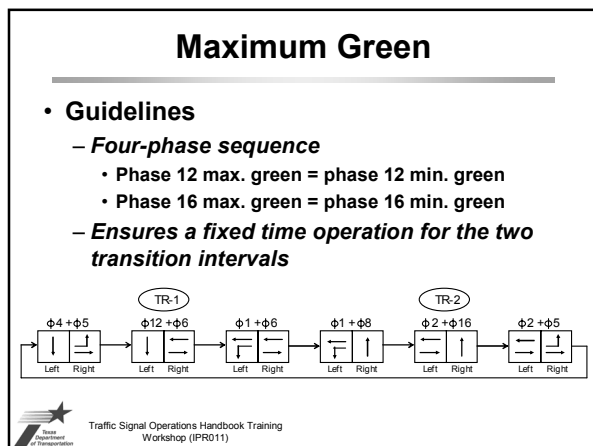 Maximum Green
• Guidelines
– Four-phase sequence
• Phase 12 max. green = phase 12 min. green
• Phase 16 max. green = phase 16 min. green
– Ensures a fixed time operation for the two
transition intervals
TR-1 TR-2
ϕ4 +ϕ5 ϕ12 +ϕ6 ϕ1 +ϕ6 ϕ1 +ϕ8 ϕ2 +ϕ16 ϕ2 +ϕ5
Left Right Left Right Left Right Left Right Left Right Left Right
Texas
Department
of Transportation
Traffic Signal Operations Handbook Training
Workshop (IPR011)